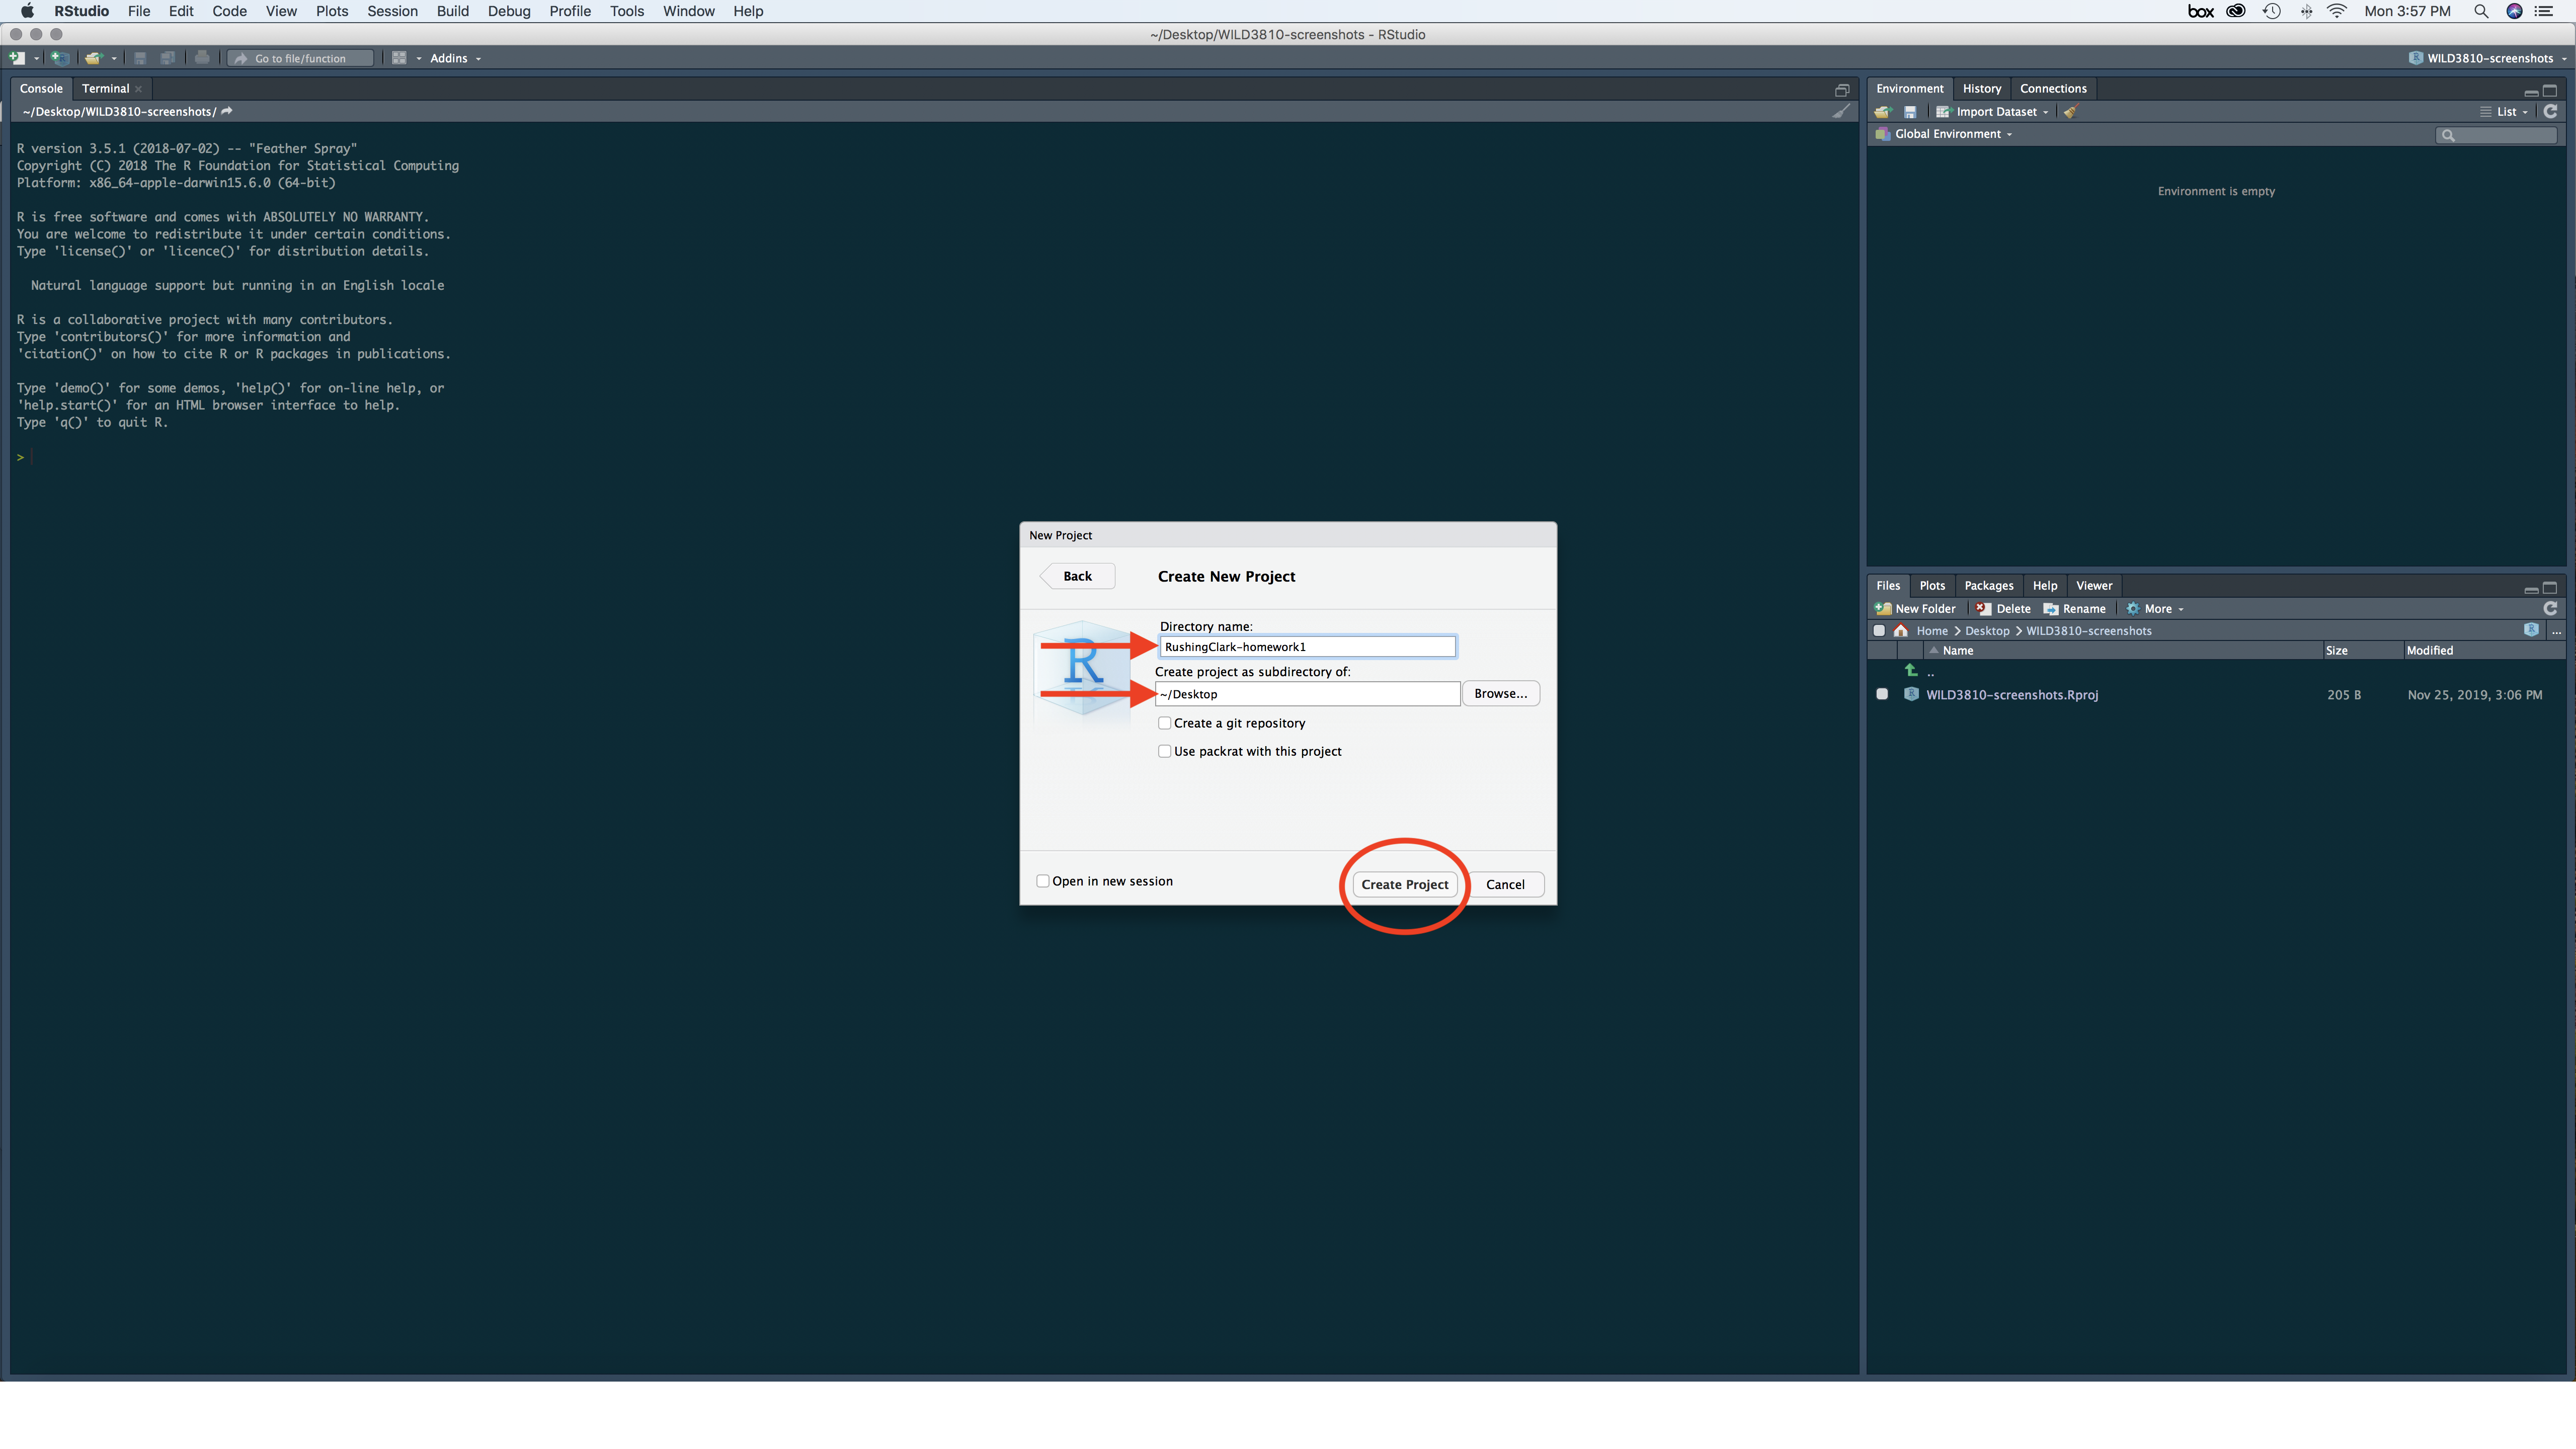 RStudio File Edit Code View Plots Session Build Debug Profile Tools Window Help box Mon 3:57 PM
~/Desktop/WILD3810-screenshots - RStudio
Go to file/function Addins WILD3810-screenshots
Console Terminal
~/Desktop/WILD3810-screenshots/
R version 3.5.1 (2018-07-02) -- "Feather Spray"
Copyright (C) 2018 The R Foundation for Statistical Computing
Platform: x86_64-apple-darwin15.6.0 (64-bit)
R is free software and comes with ABSOLUTELY NO WARRANTY.
You are welcome to redistribute it under certain conditions.
Type 'license()' or 'licence()' for distribution details.
Natural language support but running in an English locale
R is a collaborative project with many contributors.
Type 'contributors()' for more information and
'citation()' on how to cite R or R packages in publications.
Type 'demo()' for some demos, 'help()' for on-line help, or
'help.start()' for an HTML browser interface to help.
Type 'q()' to quit R.
>
New Project
Back Create New Project
R
Directory name:
RushingClark-homework1
Create project as subdirectory of:
~/Desktop Browse...
Create a git repository
Use packrat with this project
Open in new session Create Project Cancel
Environment History Connections
Import Dataset List
Global Environment
Environment is empty
Files Plots Packages Help Viewer
New Folder Delete Rename More
Home > Desktop > WILD3810-screenshots ...
Name Size Modified
..
WILD3810-screenshots.Rproj 205 B Nov 25, 2019, 3:06 PM